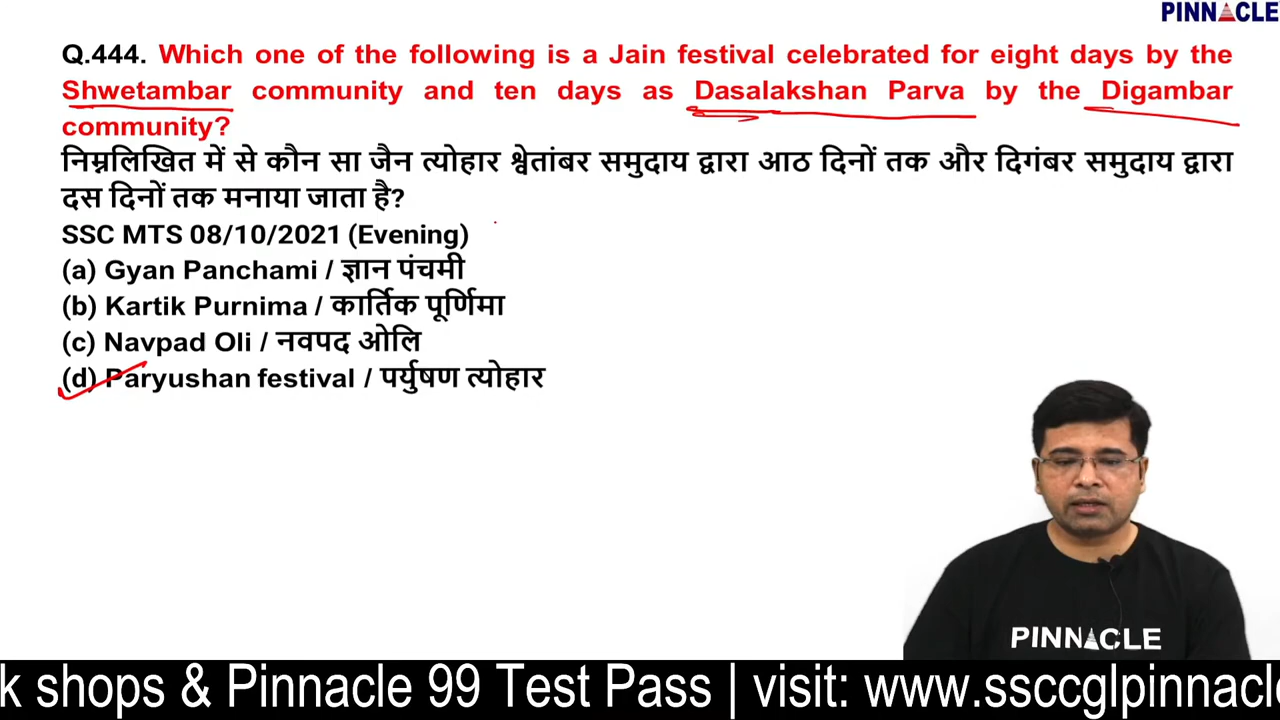 PINNACLE
Q.444. Which one of the following is a Jain festival celebrated for eight days by the
Shwetambar community and ten days as Dasalakshan Parva by the Digambar
community?
निम्नलिखित में से कौन सा जैन त्योहार श्वेतांबर समुदाय द्वारा आठ दिनों तक और दिगंबर समुदाय द्वारा
दस दिनों तक मनाया जाता है?
SSC MTS 08/10/2021 (Evening)
(a) Gyan Panchami / ज्ञान पंचमी
(b) Kartik Purnima / कार्तिक पूर्णिमा
(c) Navpad Oli / नवपद ओलि
(d) Paryushan festival / पर्युषण त्योहार
PINNACLE
k shops & Pinnacle 99 Test Pass | visit: www.ssccglpinnacle